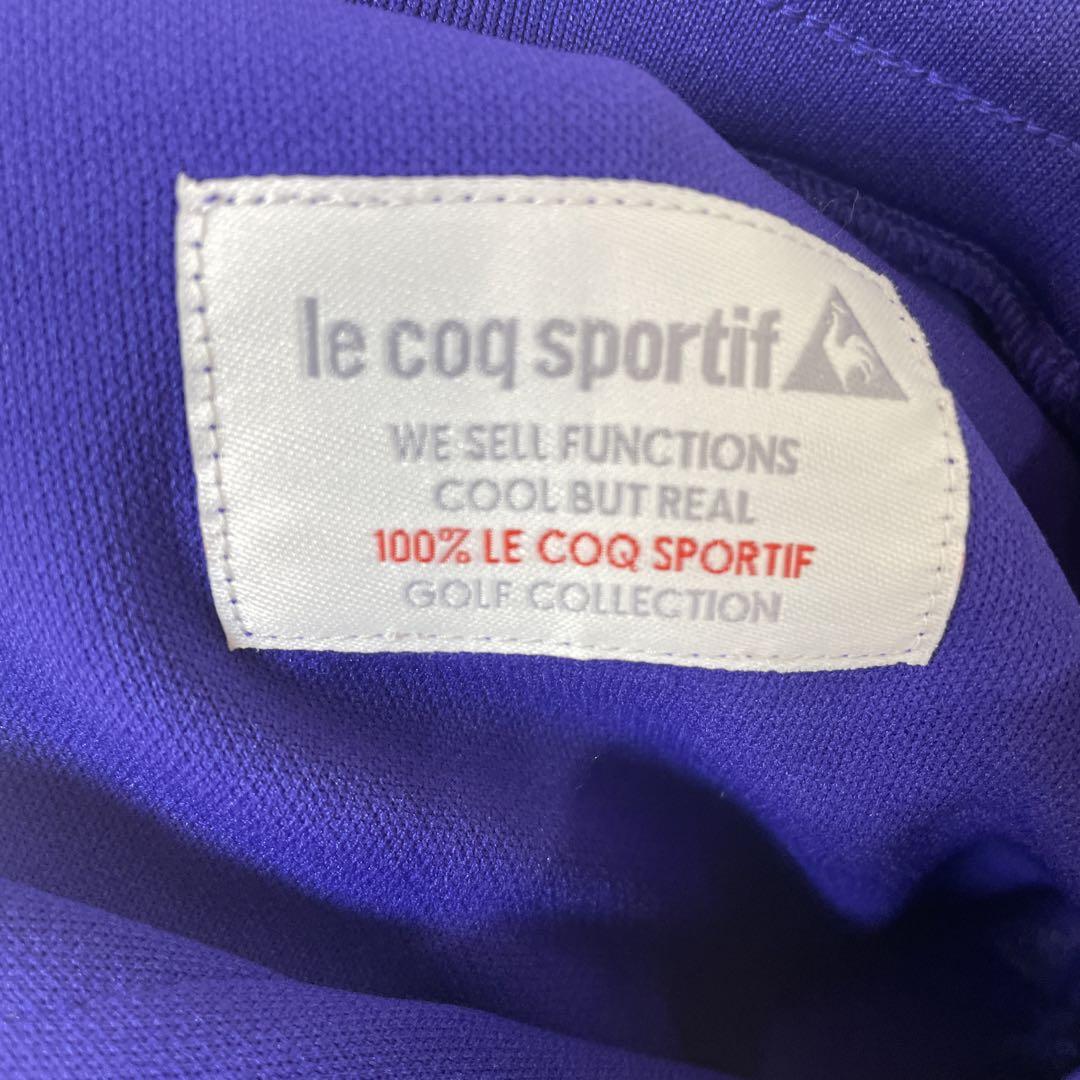 le coq sportif
WE SELL FUNCTIONS
COOL BUT REAL
100% LE COQ SPORTIF
GOLF COLLECTION